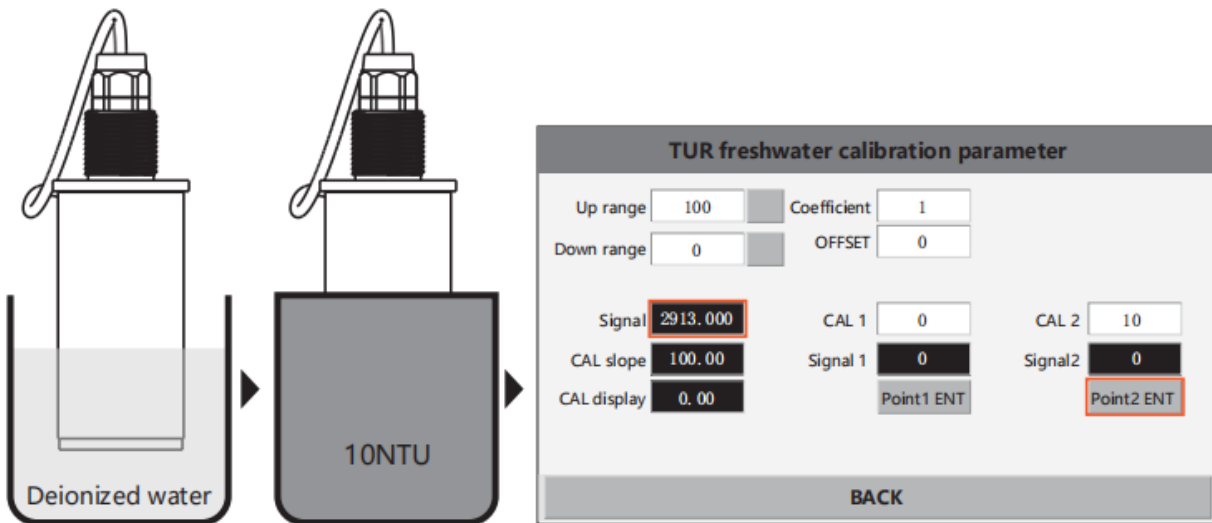 Deionized water
10NTU
TUR freshwater calibration parameter
Up range 100 Coefficient 1
Down range 0 OFFSET 0
Signal 2913.000 CAL 1 0 CAL 2 10
CAL slope 100.00 Signal 1 0 Signal2 0
CAL display 0.00 Point1 ENT Point2 ENT
BACK